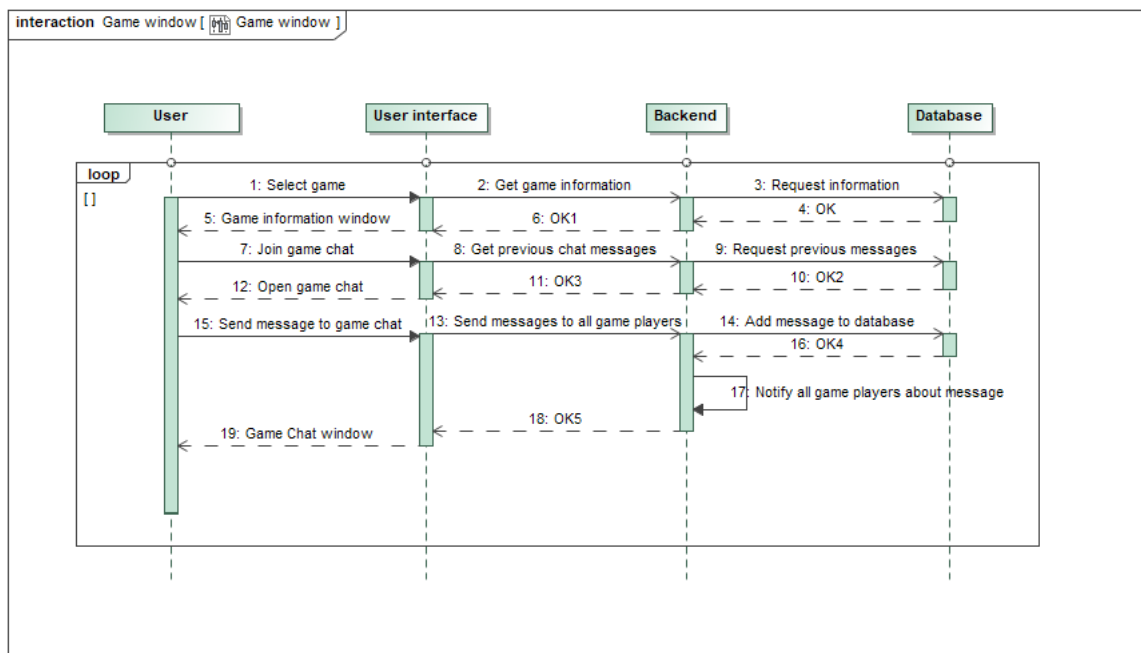 interaction Game window [ Game window ]
User
User interface
Backend
Database
loop
[ ]
1: Select game
2: Get game information
3: Request information
4: OK
5: Game information window
6: OK1
7: Join game chat
8: Get previous chat messages
9: Request previous messages
10: OK2
11: OK3
12: Open game chat
13: Send messages to all game players
14: Add message to database
15: Send message to game chat
16: OK4
17: Notify all game players about message
18: OK5
19: Game Chat window